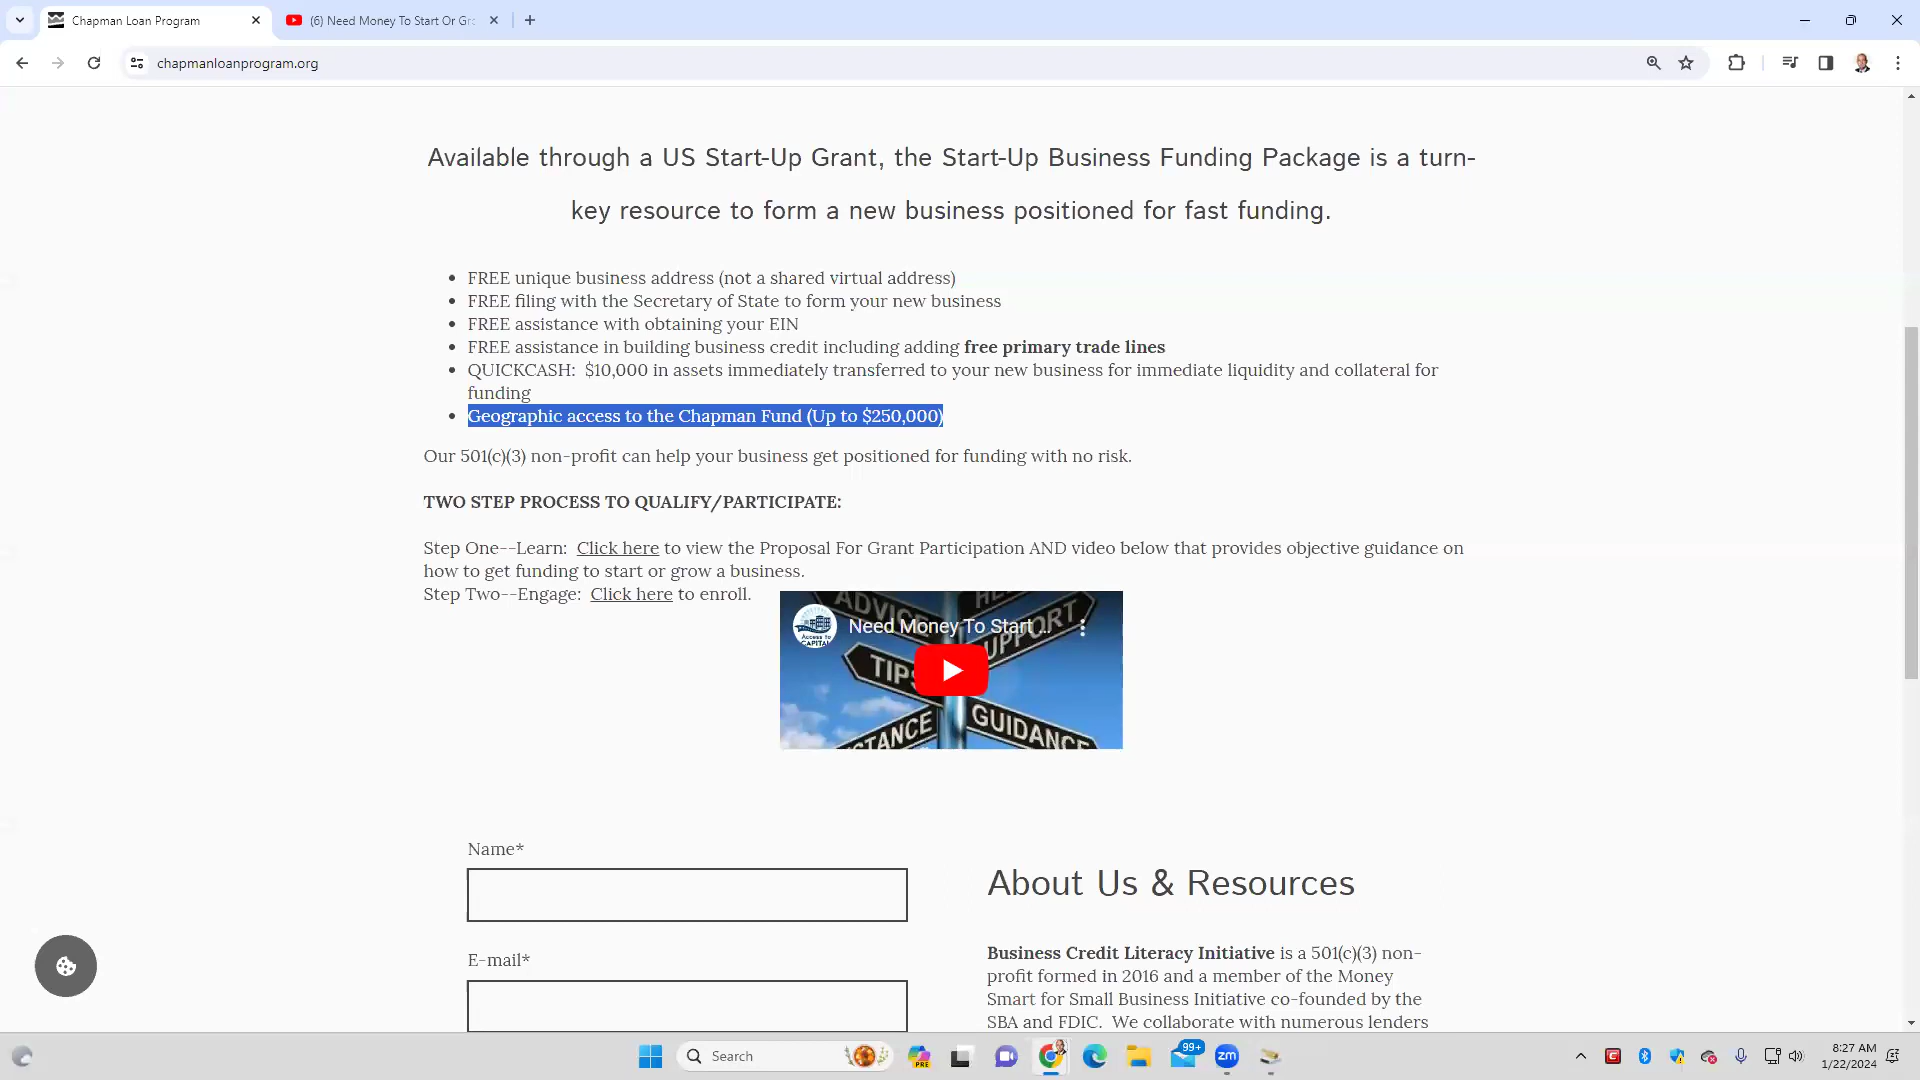 Chapman Loan Program
(6) Need Money To Start Or Gr
chapmanloanprogram.org
Available through a US Start-Up Grant, the Start-Up Business Funding Package is a turn-
key resource to form a new business positioned for fast funding.
FREE unique business address (not a shared virtual address)
FREE filing with the Secretary of State to form your new business
FREE assistance with obtaining your EIN
FREE assistance in building business credit including adding free primary trade lines
QUICKCASH:  $10,000 in assets immediately transferred to your new business for immediate liquidity and collateral for
funding
Geographic access to the Chapman Fund (Up to $250,000)
Our 501(c)(3) non-profit can help your business get positioned for funding with no risk.
TWO STEP PROCESS TO QUALIFY/PARTICIPATE:
Step One--Learn:  Click here to view the Proposal For Grant Participation AND video below that provides objective guidance on
how to get funding to start or grow a business.
Step Two--Engage:  Click here to enroll.
ADVICE
Need Money To Start ...
Access to
CAPITAL
SUPPORT
TIPS
GUIDANCE
STANCE
Name*
About Us & Resources
Business Credit Literacy Initiative is a 501(c)(3) non-
profit formed in 2016 and a member of the Money
E-mail*
Smart for Small Business Initiative co-founded by the
SBA and FDIC.  We collaborate with numerous lenders
Search
PRE
99+
zm
8:27 AM
1/22/2024